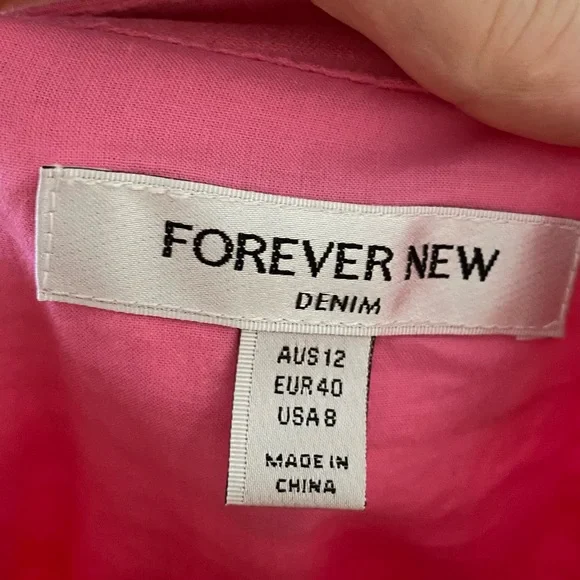 FOREVER NEW
DENIM
AUS 12
EUR 40
USA 8
MADE IN
CHINA